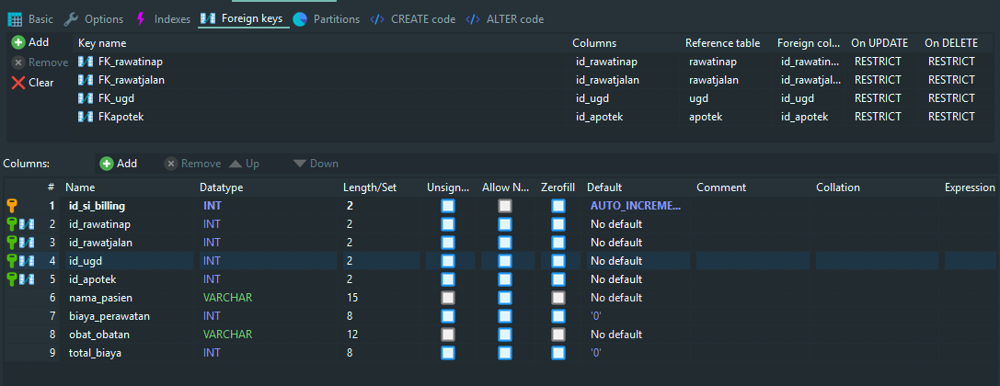 Basic Options Indexes Foreign keys Partitions CREATE code ALTER code
Add Key name Columns Reference table Foreign col... On UPDATE On DELETE
Remove FK_rawatinap id_rawatinap rawatinap id_rawatin... RESTRICT RESTRICT
Clear FK_rawatjalan id_rawatjalan rawatjalan id_rawatjal... RESTRICT RESTRICT
FK_ugd id_ugd ugd id_ugd RESTRICT RESTRICT
FKapotek id_apotek apotek id_apotek RESTRICT RESTRICT
Columns: Add Remove Up Down
# Name Datatype Length/Set Unsign... Allow N... Zerofill Default Comment Collation Expression
1 id_si_billing INT 2 AUTO_INCREME...
2 id_rawatinap INT 2 No default
3 id_rawatjalan INT 2 No default
4 id_ugd INT 2 No default
5 id_apotek INT 2 No default
6 nama_pasien VARCHAR 15 No default
7 biaya_perawatan INT 8 '0'
8 obat_obatan VARCHAR 12 No default
9 total_biaya INT 8 '0'